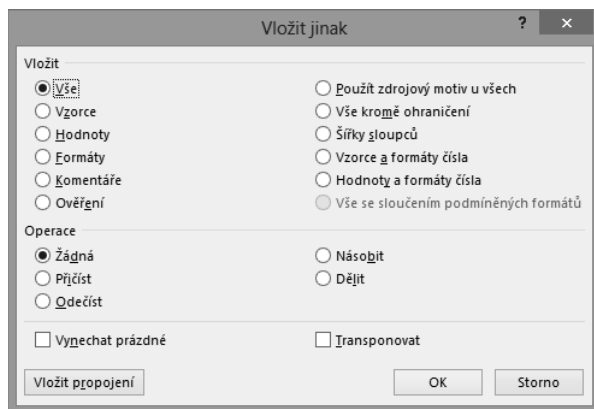 Vložit jinak
?
×
Vložit
Vše
Vzorce
Hodnoty
Formáty
Komentáře
Ověření
Použít zdrojový motiv u všech
Vše kromě ohraničení
Šířky sloupců
Vzorce a formáty čísla
Hodnoty a formáty čísla
Vše se sloučením podmíněných formátů
Operace
Žádná
Přičíst
Odečíst
Násobit
Dělit
Vynechat prázdné
Transponovat
Vložit propojení
OK
Storno